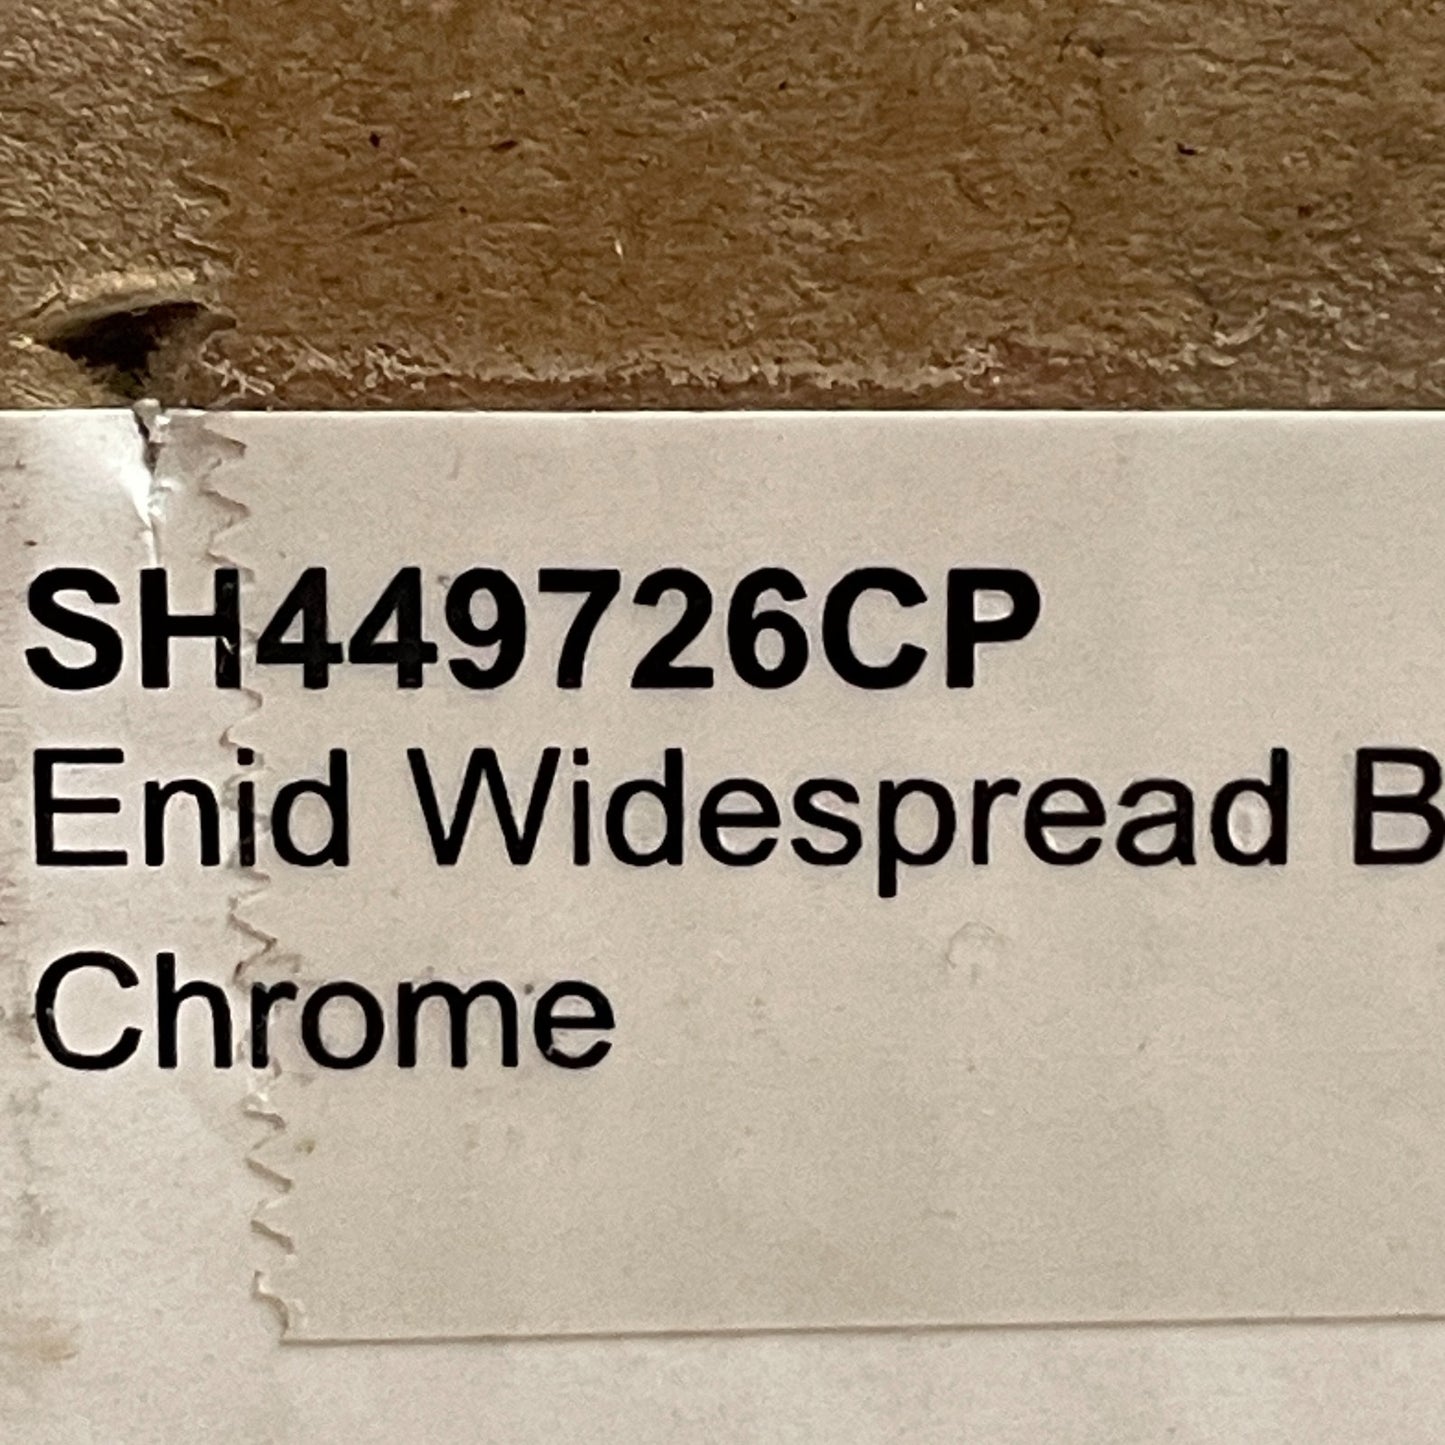 SH449726CP
Enid Widespread B
Chrome